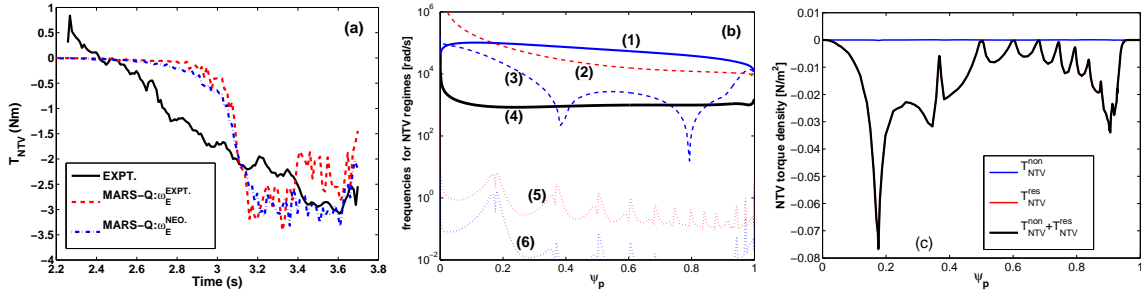 (a)
1
0.5
0
−0.5
−1
−1.5
−2
−2.5
−3
−3.5
T_NTV (Nm)
EXPT.
MARS−Q:ω_E^EXPT.
MARS−Q:ω_E^NEO.
2.2 2.4 2.6 2.8 3 3.2 3.4 3.6 3.8
Time (s)
(b)
10^6
10^4
10^2
10^0
10^−2
frequencies for NTV regimes [rad/s]
(1)
(2)
(3)
(4)
(5)
(6)
0 0.2 0.4 0.6 0.8 1
ψ_p
0
−0.01
−0.02
−0.03
−0.04
−0.05
−0.06
−0.07
−0.08
NTV torque density [N/m²]
(c)
T_NTV^non
T_NTV^res
T_NTV^non+T_NTV^res
0 0.2 0.4 0.6 0.8 1
ψ_p